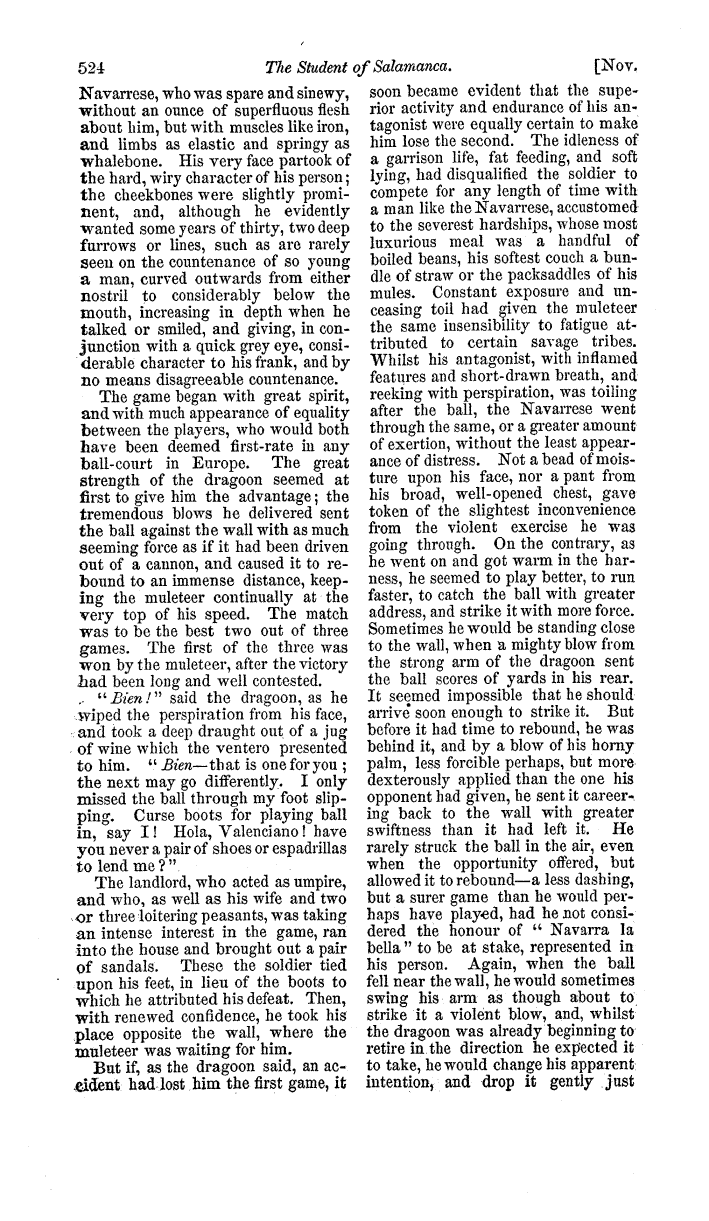 524
The Student of Salamanca.
[Nov.
Navarrese, who was spare and sinewy,
without an ounce of superfluous flesh
about him, but with muscles like iron,
and limbs as elastic and springy as
whalebone. His very face partook of
the hard, wiry character of his person;
the cheekbones were slightly promi-
nent, and, although he evidently
wanted some years of thirty, two deep
furrows or lines, such as are rarely
seen on the countenance of so young
a man, curved outwards from either
nostril to considerably below the
mouth, increasing in depth when he
talked or smiled, and giving, in con-
junction with a quick grey eye, consi-
derable character to his frank, and by
no means disagreeable countenance.
The game began with great spirit,
and with much appearance of equality
between the players, who would both
have been deemed first-rate in any
ball-court in Europe. The great
strength of the dragoon seemed at
first to give him the advantage; the
tremendous blows he delivered sent
the ball against the wall with as much
seeming force as if it had been driven
out of a cannon, and caused it to re-
bound to an immense distance, keep-
ing the muleteer continually at the
very top of his speed. The match
was to be the best two out of three
games. The first of the three was
won by the muleteer, after the victory
had been long and well contested.
"Bien!" said the dragoon, as he
wiped the perspiration from his face,
and took a deep draught out of a jug
of wine which the ventero presented
to him. "Bien—that is one for you;
the next may go differently. I only
missed the ball through my foot slip-
ping. Curse boots for playing ball
in, say I! Hola, Valenciano! have
you never a pair of shoes or espadrillas
to lend me?"
The landlord, who acted as umpire,
and who, as well as his wife and two
or three loitering peasants, was taking
an intense interest in the game, ran
into the house and brought out a pair
of sandals. These the soldier tied
upon his feet, in lieu of the boots to
which he attributed his defeat. Then,
with renewed confidence, he took his
place opposite the wall, where the
muleteer was waiting for him.
But if, as the dragoon said, an ac-
cident had lost him the first game, it
soon became evident that the supe-
rior activity and endurance of his an-
tagonist were equally certain to make
him lose the second. The idleness of
a garrison life, fat feeding, and soft
lying, had disqualified the soldier to
compete for any length of time with
a man like the Navarrese, accustomed
to the severest hardships, whose most
luxurious meal was a handful of
boiled beans, his softest couch a bun-
dle of straw or the packsaddles of his
mules. Constant exposure and un-
ceasing toil had given the muleteer
the same insensibility to fatigue at-
tributed to certain savage tribes.
Whilst his antagonist, with inflamed
features and short-drawn breath, and
reeking with perspiration, was toiling
after the ball, the Navarrese went
through the same, or a greater amount
of exertion, without the least appear-
ance of distress. Not a bead of mois-
ture upon his face, nor a pant from
his broad, well-opened chest, gave
token of the slightest inconvenience
from the violent exercise he was
going through. On the contrary, as
he went on and got warm in the har-
ness, he seemed to play better, to run
faster, to catch the ball with greater
address, and strike it with more force.
Sometimes he would be standing close
to the wall, when a mighty blow from
the strong arm of the dragoon sent
the ball scores of yards in his rear.
It seemed impossible that he should
arrive soon enough to strike it. But
before it had time to rebound, he was
behind it, and by a blow of his horny
palm, less forcible perhaps, but more
dexterously applied than the one his
opponent had given, he sent it career-
ing back to the wall with greater
swiftness than it had left it. He
rarely struck the ball in the air, even
when the opportunity offered, but
allowed it to rebound—a less dashing,
but a surer game than he would per-
haps have played, had he not consi-
dered the honour of "Navarra la
bella" to be at stake, represented in
his person. Again, when the ball
fell near the wall, he would sometimes
swing his arm as though about to
strike it a violent blow, and, whilst
the dragoon was already beginning to
retire in the direction he expected it
to take, he would change his apparent
intention, and drop it gently just